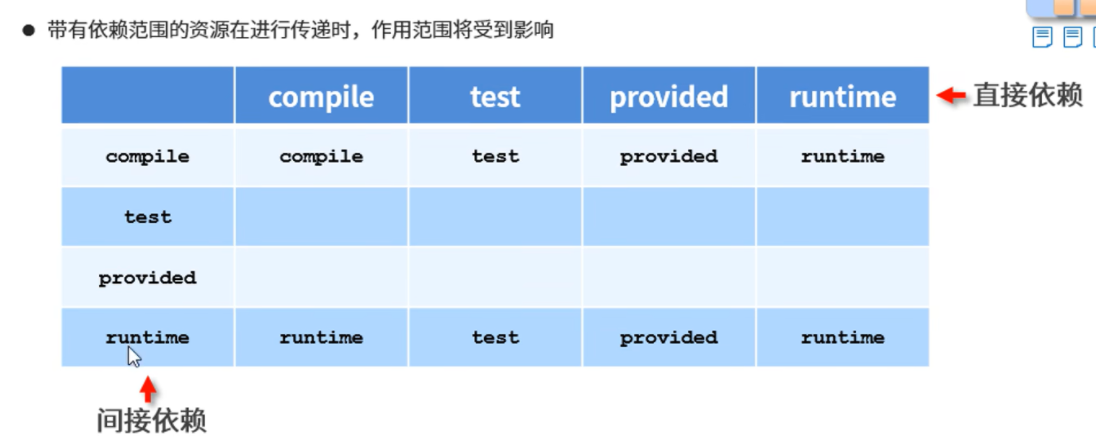 ● 带有依赖范围的资源在进行传递时，作用范围将受到影响
compile test provided runtime 直接依赖
compile compile test provided runtime
test
provided
runtime runtime test provided runtime
间接依赖